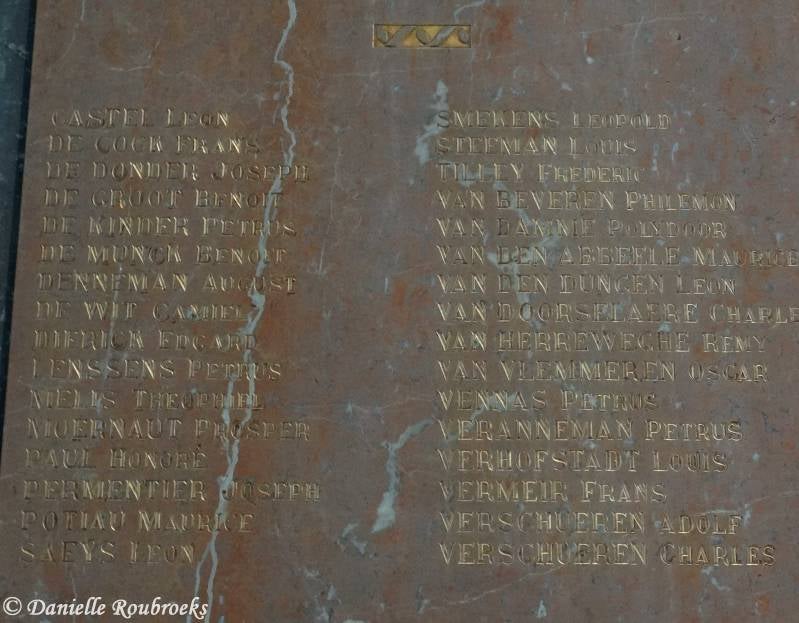 CASTEL LEON
DE COCK FRANS
DE DONDER JOSEPH
DE GROOT BENOIT
DE KINDER PETRUS
DE MUNCK BENOIT
DENNEMAN AUGUST
DE WIT CAMIEL
DIERICK EDGARD
LENSSENS PETRUS
MELIS THEOPHIEL
MOERNAUT PROSPER
PAUL HONORÉ
PERMENTIER JOSEPH
POTIAU MAURICE
SAEYS LEON
SMEKENS LEOPOLD
STEEMAN LOUIS
TILLEY FREDERIC
VAN BEVEREN PHILEMON
VAN DAMME POLYDOOR
VAN DEN ABBEELE MAURICE
VAN DEN DUNGEN LEON
VAN DOORSELAERE CHARLE
VAN HERREWEGHE REMY
VAN VLEMMEREN OSCAR
VENNAS PETRUS
VERANNEMAN PETRUS
VERHOFSTADT LOUIS
VERMEIR FRANS
VERSCHUEREN ADOLF
VERSCHUEREN CHARLES
© Danielle Roubroeks